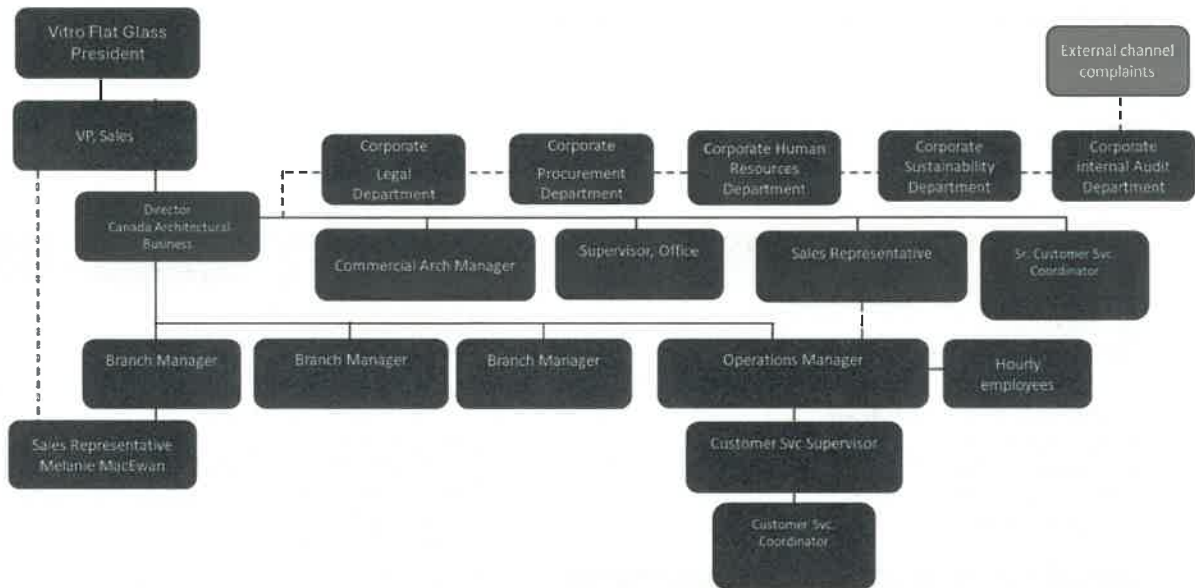 Vitro Flat Glass
President
External channel
complaints
VP, Sales
Corporate
Legal
Department
Corporate
Procurement
Department
Corporate Human
Resources
Department
Corporate
Sustainability
Department
Corporate
internal Audit
Department
Director
Canada Architectural
Business
Commercial Arch Manager
Supervisor, Office
Sales Representative
Sr. Customer Svc.
Coordinator
Branch Manager
Branch Manager
Branch Manager
Operations Manager
Hourly
employees
Sales Representative
Melanie MacEwan
Customer Svc Supervisor
Customer Svc.
Coordinator